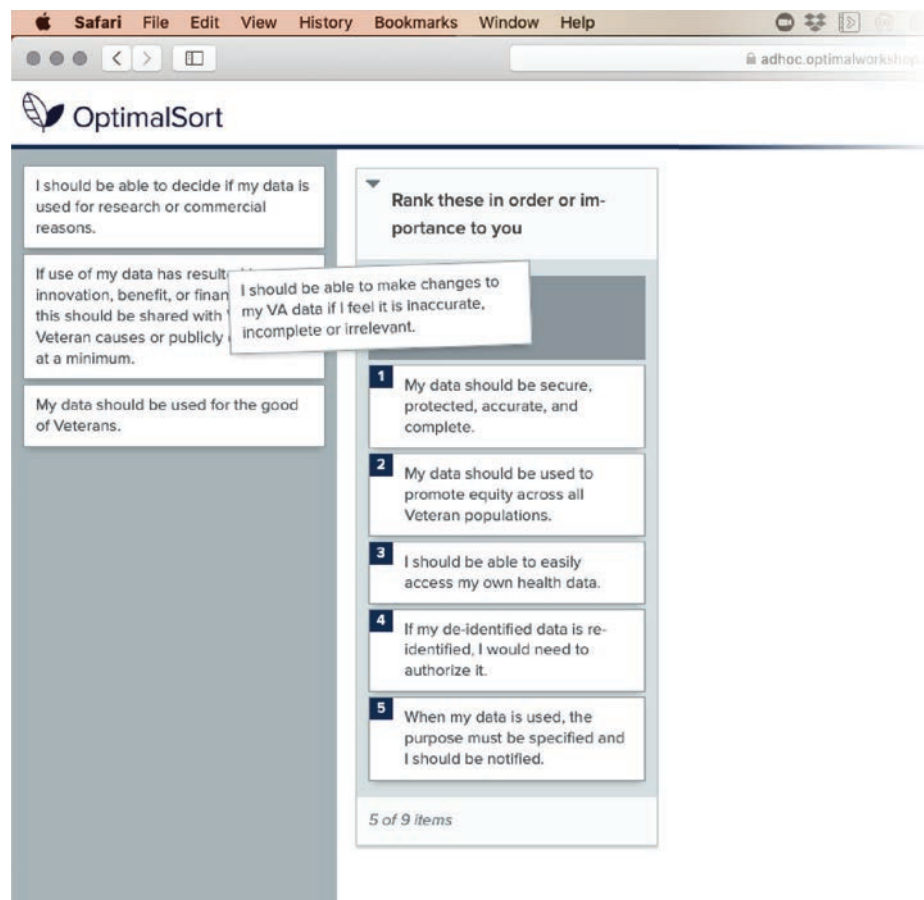 Safari File Edit View History Bookmarks Window Help
adhoc.optimalworkshop
OptimalSort
I should be able to decide if my data is
used for research or commercial
reasons.
If use of my data has result
innovation, benefit, or finan
this should be shared with
Veteran causes or publicly
at a minimum.
My data should be used for the good
of Veterans.
I should be able to make changes to
my VA data if I feel it is inaccurate,
incomplete or irrelevant.
Rank these in order or im-
portance to you
1
My data should be secure,
protected, accurate, and
complete.
2
My data should be used to
promote equity across all
Veteran populations.
3
I should be able to easily
access my own health data.
4
If my de-identified data is re-
identified, I would need to
authorize it.
5
When my data is used, the
purpose must be specified and
I should be notified.
5 of 9 items